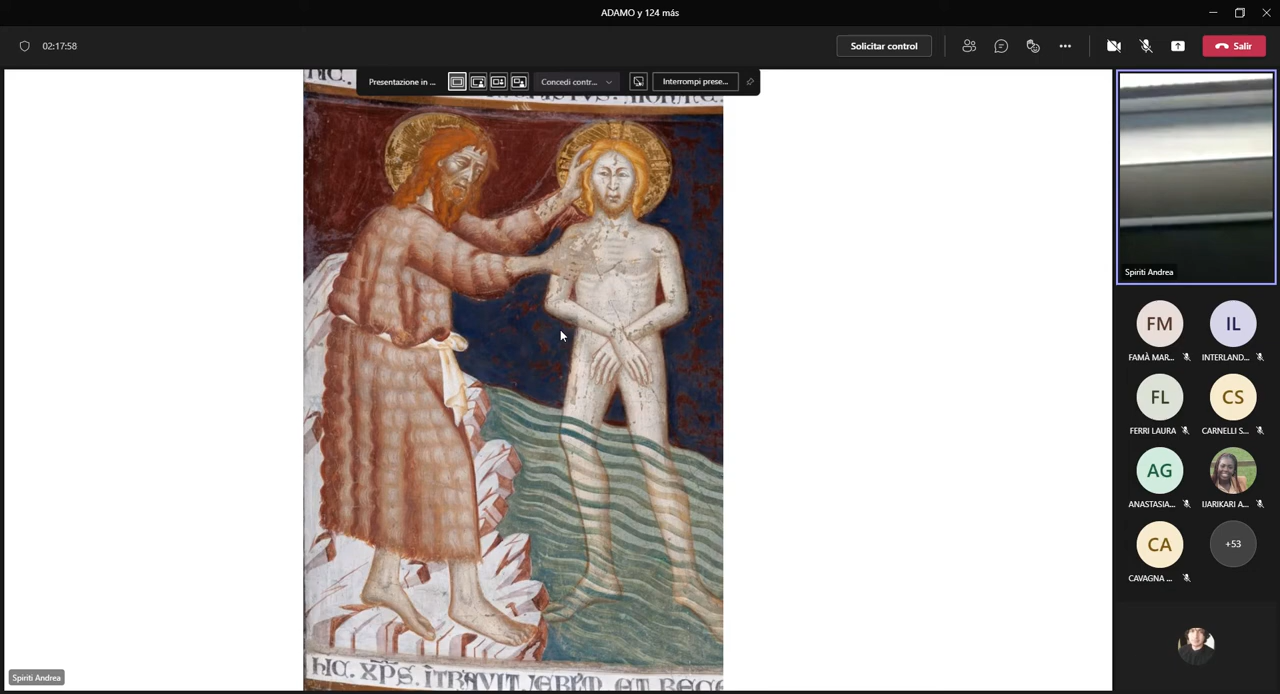 ADAMO y 124 más
02:17:58
Solicitar control
Salir
Presentazione in ...
Concedi contr...
Interrompi prese...
HIC.
Spiriti Andrea
FM
IL
FAMÀ MAR...
INTERLAND...
FL
CS
FERRI LAURA
CARNELLI S...
AG
ANASTASIA...
IJARIKARI A...
CA
+53
CAVAGNA ...
HIC. XPS. ITRAVIT
ET
Spiriti Andrea